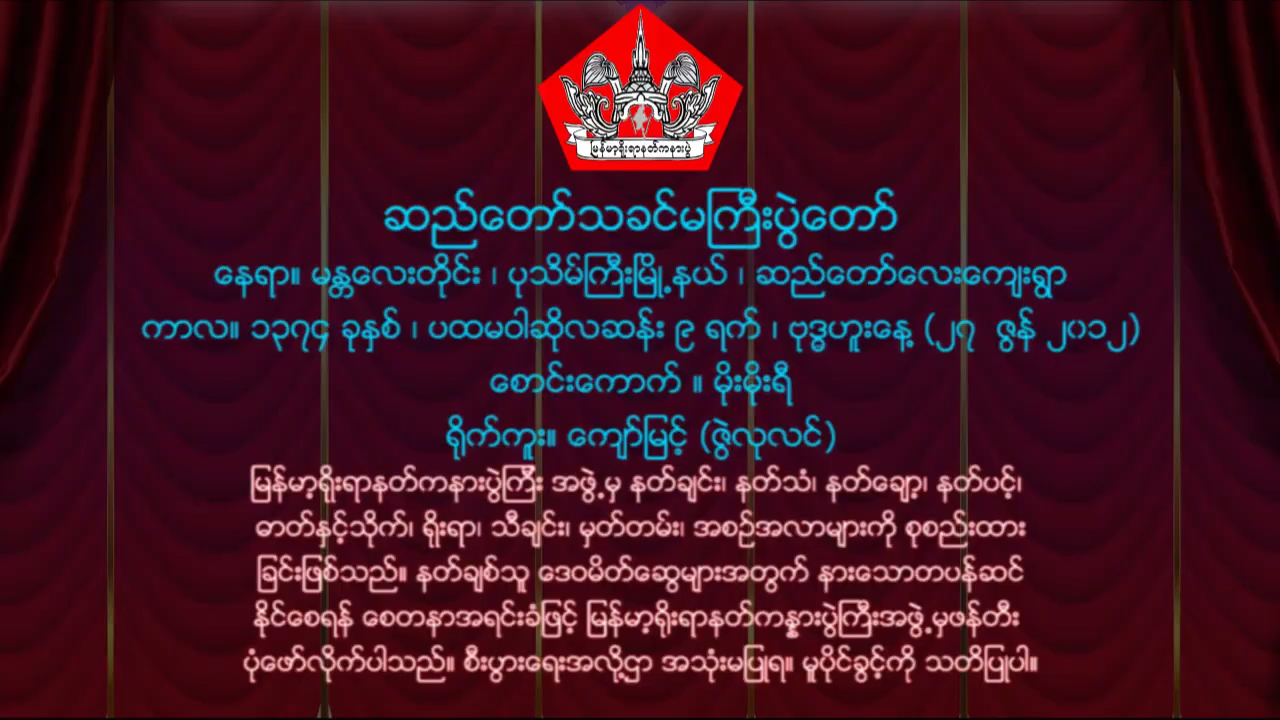 မြန်မာ့ရိုးရာနတ်ကနားပွဲ
ဆည်တော်သခင်မကြီးပွဲတော်
နေရာ။ မန္တလေးတိုင်း ၊ ပုသိမ်ကြီးမြို့နယ် ၊ ဆည်တော်လေးကျေးရွာ
ကာလ။ ၁၃၇၄ ခုနှစ် ၊ ပထမဝါဆိုလဆန်း ၉ ရက် ၊ ဗုဒ္ဓဟူးနေ့ (၂၇ ဇွန် ၂၀၁၂)
စောင်းကောက် ။ မိုးမိုးရီ
ရိုက်ကူး။ ကျော်မြင့် (ဇွဲလုလင်)
မြန်မာ့ရိုးရာနတ်ကနားပွဲကြီး အဖွဲ့မှ နတ်ချင်း၊ နတ်သံ၊ နတ်ချော့၊ နတ်ပင့်၊
ဓာတ်နှင့်သိုက်၊ ရိုးရာ၊ သီချင်း၊ မှတ်တမ်း၊ အစဉ်အလာများကို စုစည်းထား
ခြင်းဖြစ်သည်။ နတ်ချစ်သူ ဒေဝမိတ်ဆွေများအတွက် နားသောတပန်ဆင်
နိုင်စေရန် စေတနာအရင်းခံဖြင့် မြန်မာ့ရိုးရာနတ်ကန္နားပွဲကြီးအဖွဲ့မှဖန်တီး
ပုံဖော်လိုက်ပါသည်။ စီးပွားရေးအလို့ဌာ အသုံးမပြုရ။ မူပိုင်ခွင့်ကို သတိပြုပါ။